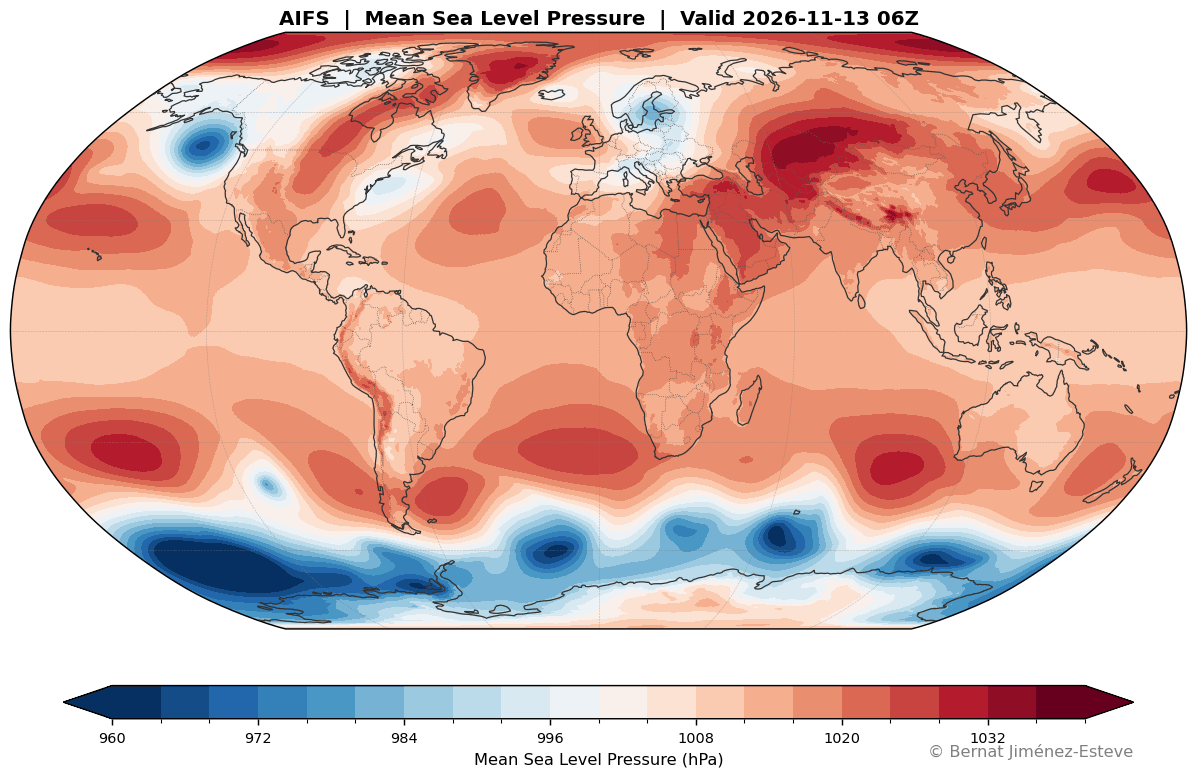 AIFS | Mean Sea Level Pressure | Valid 2026-11-13 06Z
960 972 984 996 1008 1020 1032
Mean Sea Level Pressure (hPa)
© Bernat Jiménez-Esteve